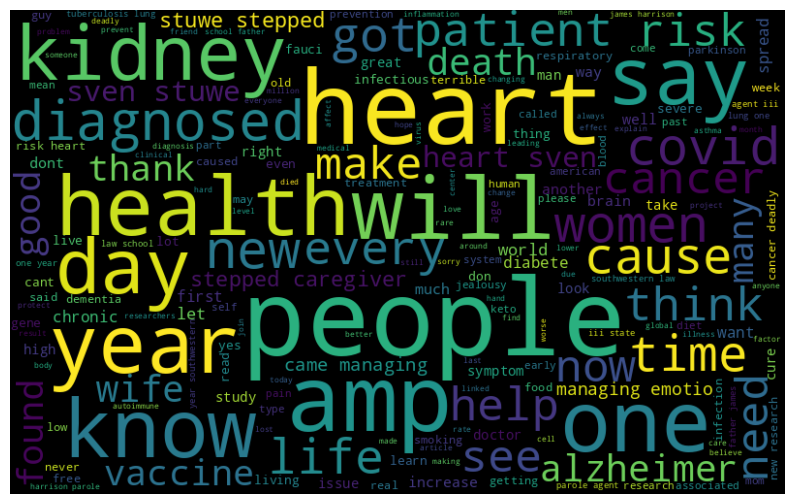 tuberculosis lung
guy
stuwe stepped
prevention
inflammation
men
james harrison
deadly
prevent
friend school father
got
patient
risk
problem
someone
kidney
fauci
death
changing
come
parkinson
spread
say
mean
great
respiratory
infectious
terrible
man
way
everyone
million
week
sven stuwe
old
affect
called
severe
agent iii
diagnosed
heart
hope
virus
work
thing
always
effect
well
past
lung one
month
risk heart
part
caused
explain
asthma
covid
dont
clinical
diagnosis
right
even
make
heart sven
blood
leading
thank
medical
american
cancer
good
health
will
treatment
center
human
another
take
may
hard
level
died
change
age
please
brain
project
women
many
cancer deadly
live
day
law school
lot
new
every
love
rare
world
system
around
lower
cause
one year
cant
stepped caregiver
don
diabete
still
sorry
southwestern law
said
dementia
first
self
much
jealousy
look
due
anyone
year
people
think
protect
gene
chronic
let
researchers
join
yes
hand
keto
find
worse
iii state
global
diet
result
high
read
year southwestern
better
now
time
want
illness
factor
body
came managing
symptom
last
early
cure
wife
today
linked
food
managing emotio
found
know
amp
help
one
need
autoimmune
study
pain
low
type
lost
smoking
rate
cell
infection
father james
care
believe
new research
vaccine
life
doctor
article
see
alzheimer
never
free
living
learn
made
making
issue
real
increase
getting
mom
harrison parole
parole agent
research
associated